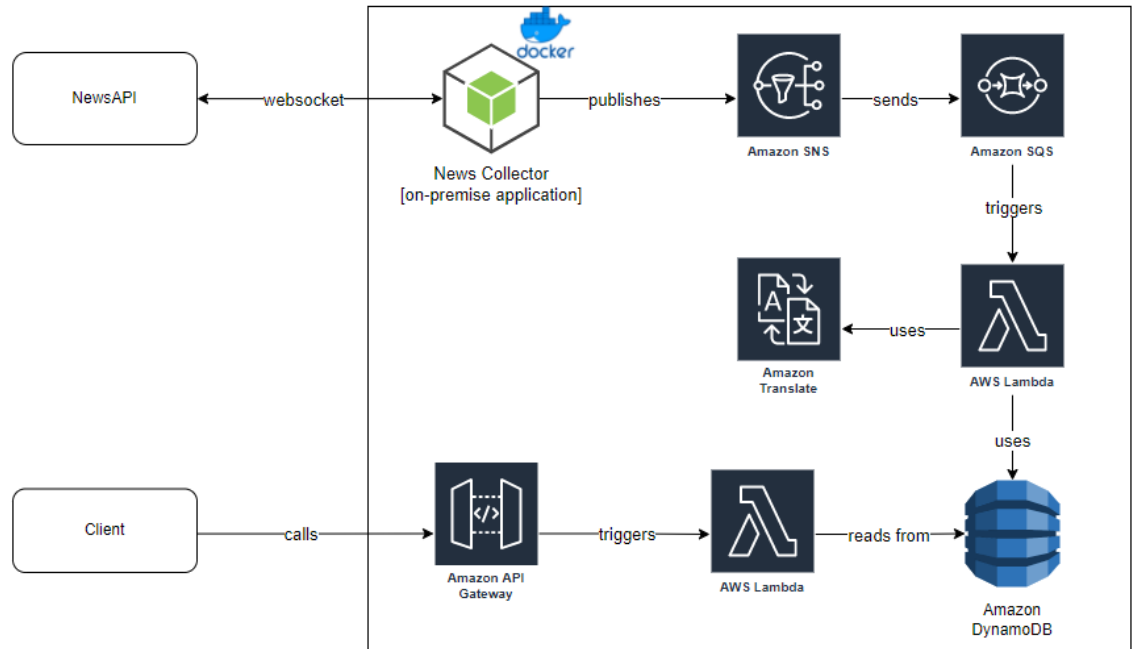 docker
NewsAPI
websocket
publishes
sends
News Collector
[on-premise application]
Amazon SNS
Amazon SQS
triggers
A
文
uses
Amazon
Translate
AWS Lambda
uses
Client
calls
</>
triggers
reads from
Amazon API
Gateway
AWS Lambda
Amazon
DynamoDB